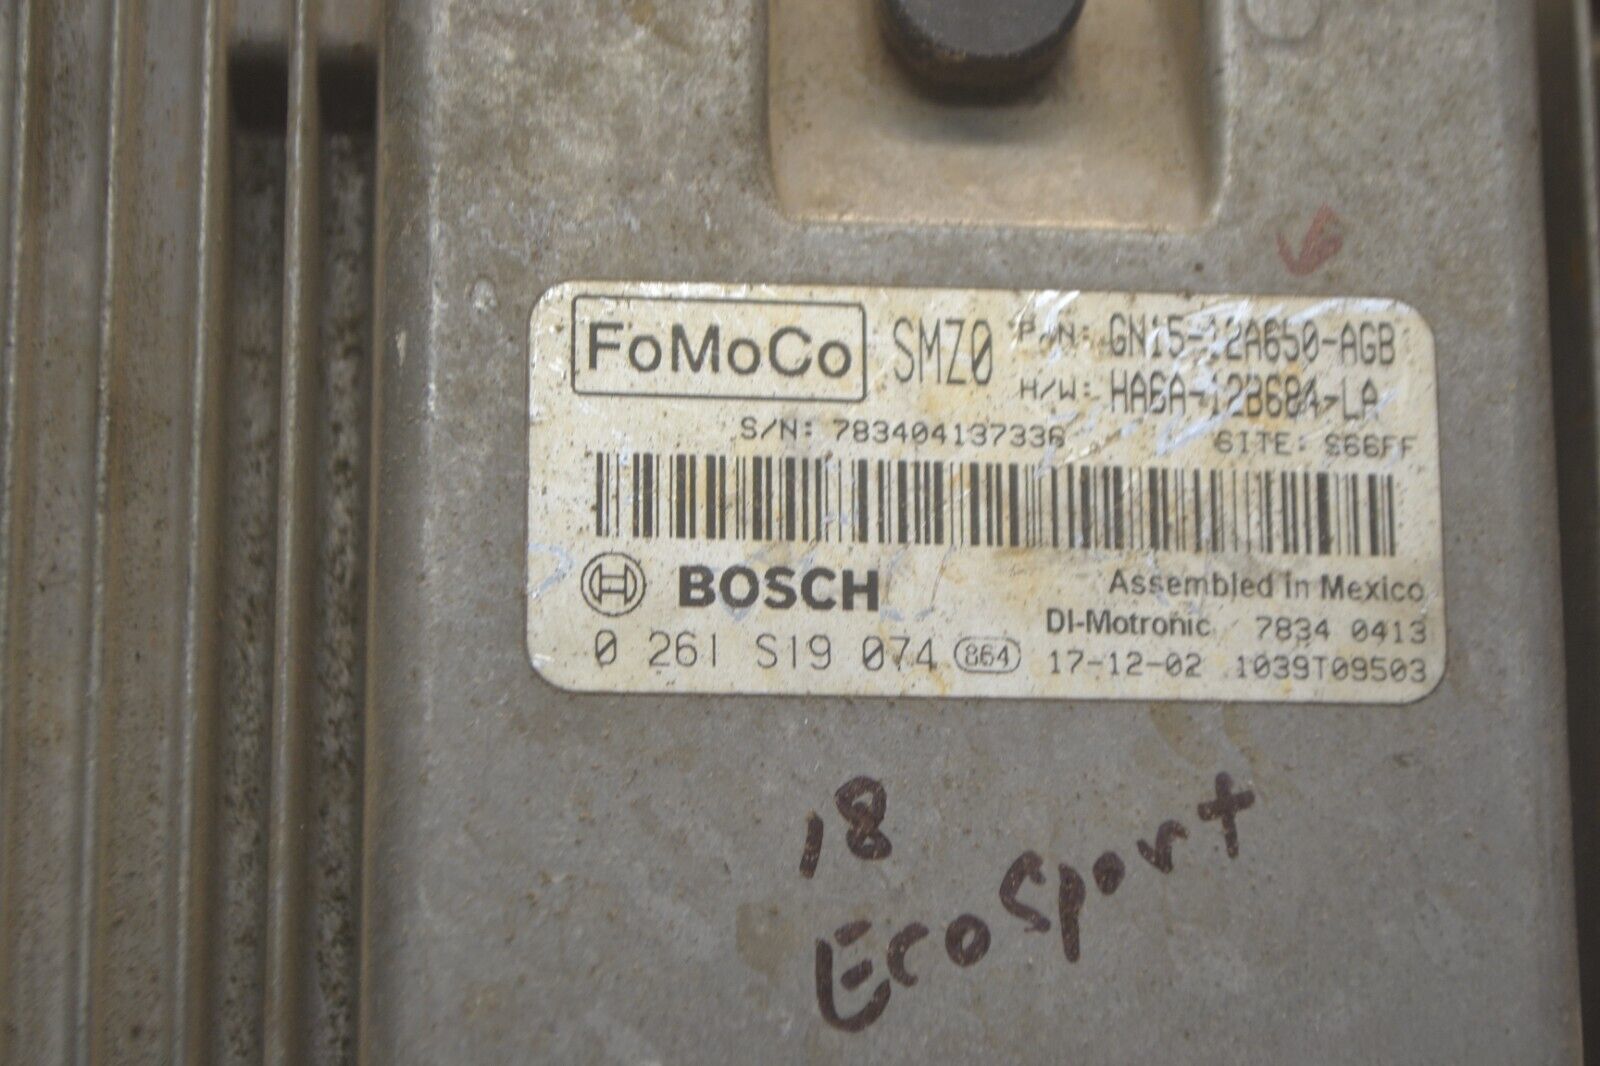 FoMoCo SMZ0 P/N: GN15-12A650-AGB
H/W: HA6A-12B684-LA
S/N: 783404137336 SITE: S66FF
BOSCH Assembled in Mexico
DI-Motronic 7834 0413
0 261 S19 074 864 17-12-02 1039T09503
18
EcoSport